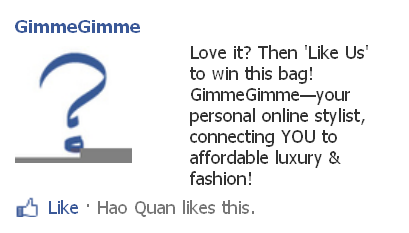 GimmeGimme
Love it? Then 'Like Us'
to win this bag!
GimmeGimme—your
personal online stylist,
connecting YOU to
affordable luxury &
fashion!
Like · Hao Quan likes this.